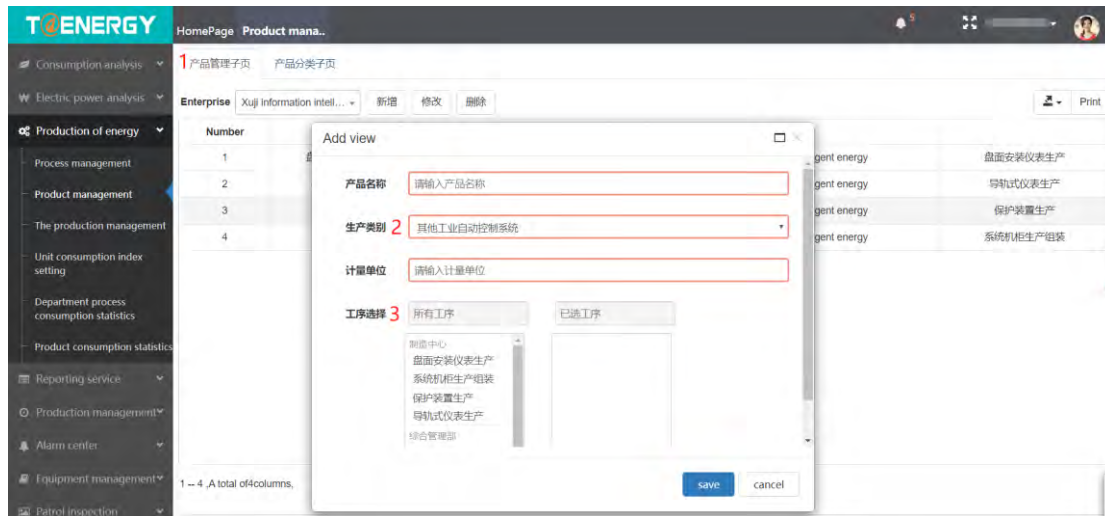 T@ENERGY
HomePage Product mana..
5
Consumption analysis
Electric power analysis
Production of energy
Process management
Product management
The production management
Unit consumption index
setting
Department process
consumption statistics
Product consumption statistics
Reporting service
Production management
Alarm center
Equipment management
Patrol inspection
1 产品管理子页 产品分类子页
Enterprise Xuji information intell... 新增 修改 删除 Print
Number
1 gent energy 盘面安装仪表生产
2 gent energy 导轨式仪表生产
3 gent energy 保护装置生产
4 gent energy 系统机柜生产组装
Add view
产品名称 请输入产品名称
生产类别 2 其他工业自动控制系统
计量单位 请输入计量单位
工序选择 3 所有工序 已选工序
制造中心
盘面安装仪表生产
系统机柜生产组装
保护装置生产
导轨式仪表生产
综合管理部
save cancel
1 -- 4 ,A total of4columns,